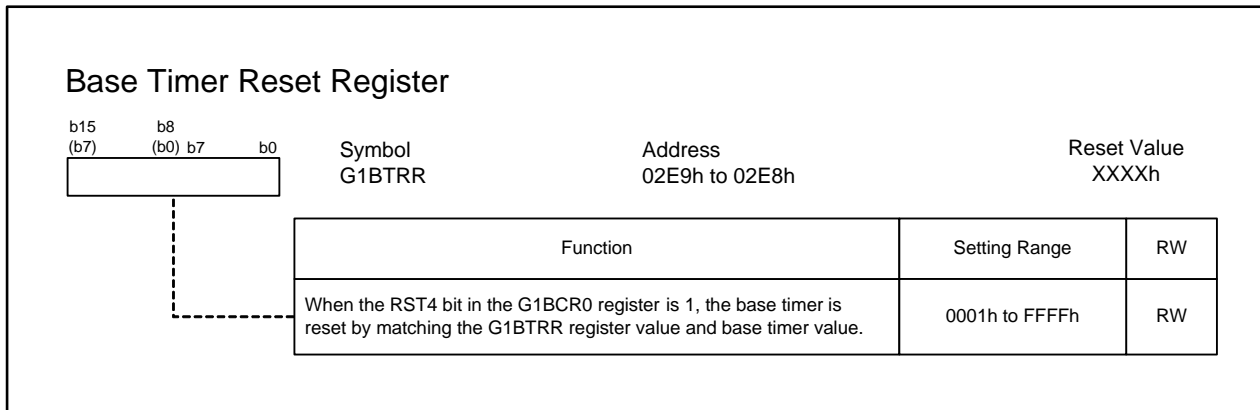 Base Timer Reset Register
b15 b8
(b7) (b0) b7 b0
Symbol Address Reset Value
G1BTRR 02E9h to 02E8h XXXXh
Function Setting Range RW
When the RST4 bit in the G1BCR0 register is 1, the base timer is
reset by matching the G1BTRR register value and base timer value.
0001h to FFFFh RW